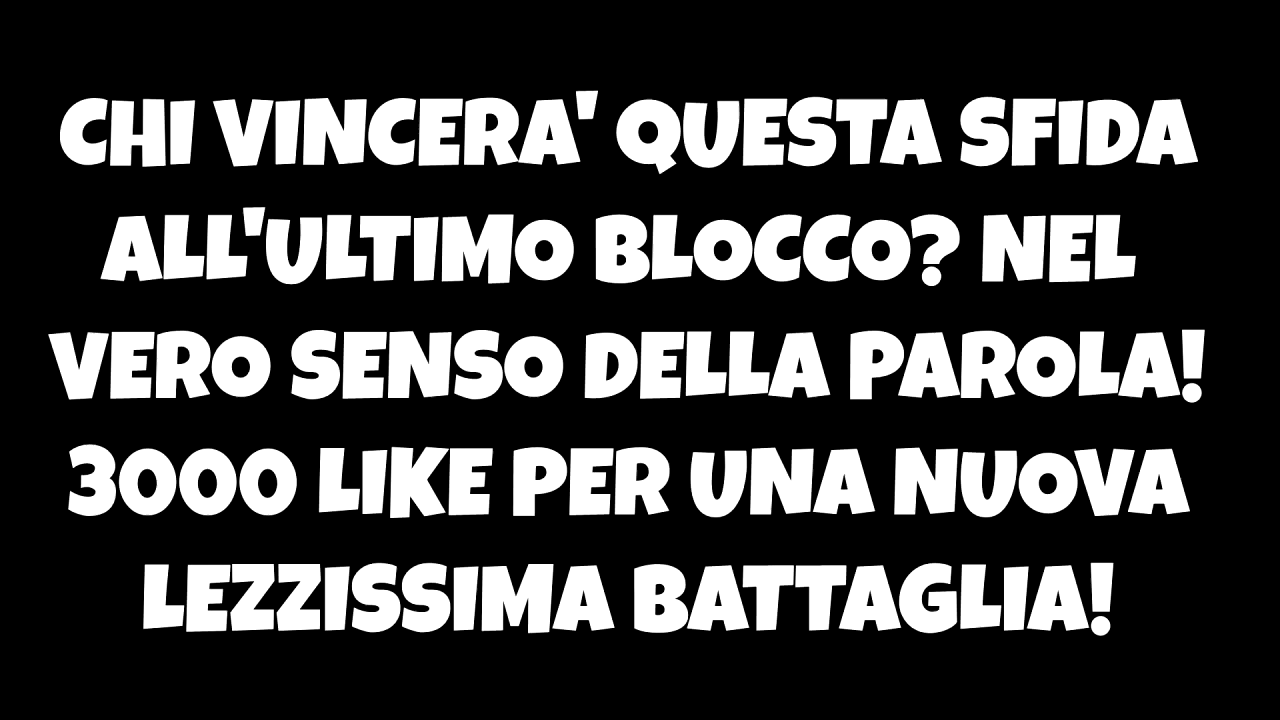 CHI VINCERA' QUESTA SFIDA
ALL'ULTIMO BLOCCO? NEL
VERO SENSO DELLA PAROLA!
3000 LIKE PER UNA NUOVA
LEZZISSIMA BATTAGLIA!